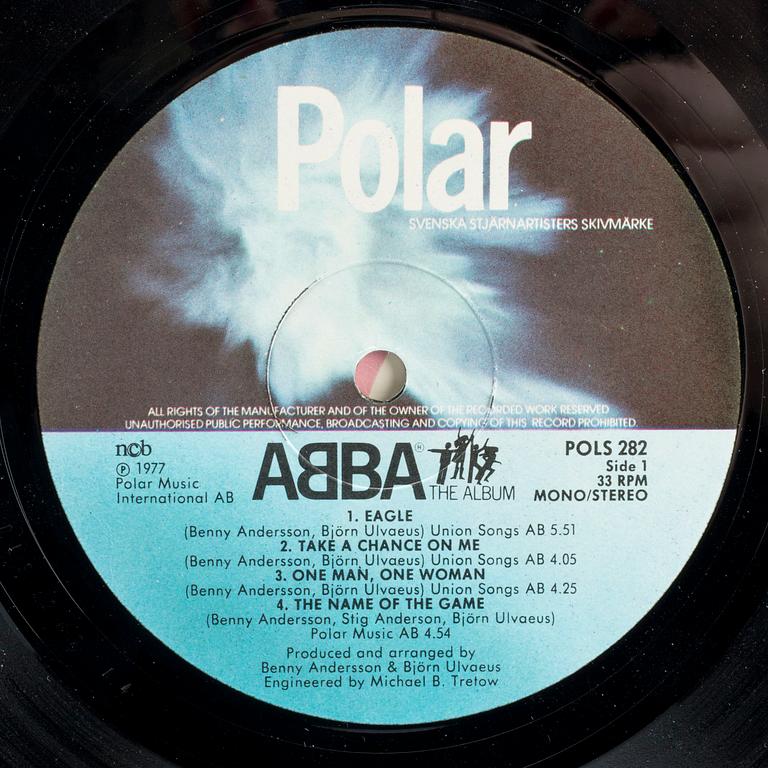 Polar
SVENSKA STJÄRNARTISTERS SKIVMÄRKE
ALL RIGHTS OF THE MANUFACTURER AND OF THE OWNER OF THE RECORDED WORK RESERVED
UNAUTHORISED PUBLIC PERFORMANCE, BROADCASTING AND COPYING OF THIS RECORD PROHIBITED.
ncb
℗ 1977
Polar Music
International AB
ABBA®
THE ALBUM
POLS 282
Side 1
33 RPM
MONO/STEREO
1. EAGLE
(Benny Andersson, Björn Ulvaeus) Union Songs AB 5.51
2. TAKE A CHANCE ON ME
(Benny Andersson, Björn Ulvaeus) Union Songs AB 4.05
3. ONE MAN, ONE WOMAN
(Benny Andersson, Björn Ulvaeus) Union Songs AB 4.25
4. THE NAME OF THE GAME
(Benny Andersson, Stig Anderson, Björn Ulvaeus)
Polar Music AB 4.54
Produced and arranged by
Benny Andersson & Björn Ulvaeus
Engineered by Michael B. Tretow